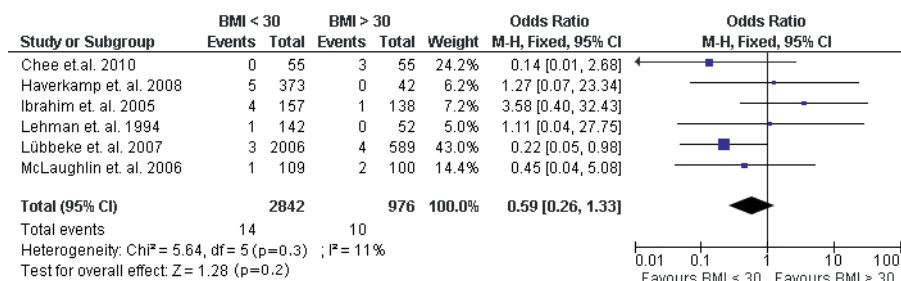 BMI < 30 BMI > 30 Odds Ratio Odds Ratio
Study or Subgroup Events Total Events Total Weight M-H, Fixed, 95% CI M-H, Fixed, 95% CI
Chee et.al. 2010 0 55 3 55 24.2% 0.14 [0.01, 2.68]
Haverkamp et. al. 2008 5 373 0 42 6.2% 1.27 [0.07, 23.34]
Ibrahim et. al. 2005 4 157 1 138 7.2% 3.58 [0.40, 32.43]
Lehman et. al. 1994 1 142 0 52 5.0% 1.11 [0.04, 27.75]
Lübbeke et. al. 2007 3 2006 4 589 43.0% 0.22 [0.05, 0.98]
McLaughlin et. al. 2006 1 109 2 100 14.4% 0.45 [0.04, 5.08]
Total (95% CI) 2842 976 100.0% 0.59 [0.26, 1.33]
Total events 14 10
Heterogeneity: Chi² = 5.64, df = 5 (p=0.3) ; I² = 11%
Test for overall effect: Z = 1.28 (p=0.2)
0.01 0.1 1 10 100
Favours BMI < 30 Favours BMI > 30